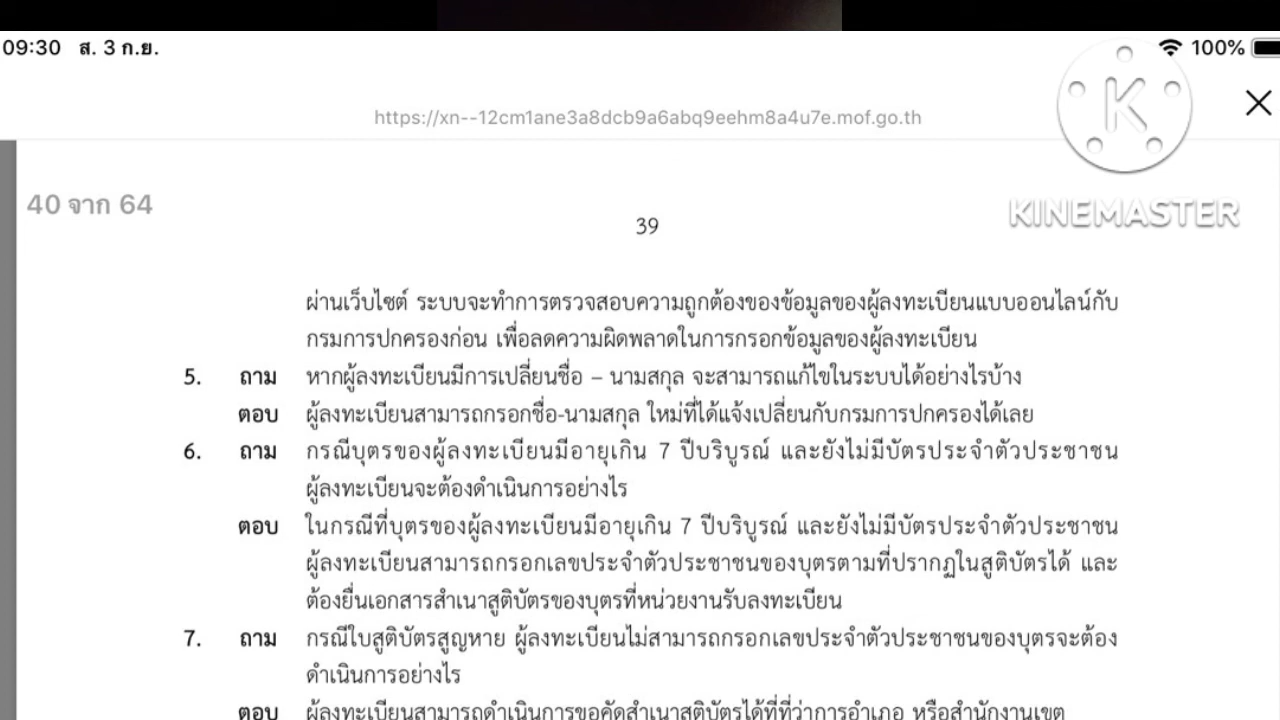 09:30 ส. 3 ก.ย.
100%
https://xn--12cm1ane3a8dcb9a6abq9eehm8a4u7e.mof.go.th
K
KINEMASTER
40 จาก 64
39
ผ่านเว็บไซต์ ระบบจะทำการตรวจสอบความถูกต้องของข้อมูลของผู้ลงทะเบียนแบบออนไลน์กับ
กรมการปกครองก่อน เพื่อลดความผิดพลาดในการกรอกข้อมูลของผู้ลงทะเบียน
5. ถาม หากผู้ลงทะเบียนมีการเปลี่ยนชื่อ – นามสกุล จะสามารถแก้ไขในระบบได้อย่างไรบ้าง
ตอบ ผู้ลงทะเบียนสามารถกรอกชื่อ-นามสกุล ใหม่ที่ได้แจ้งเปลี่ยนกับกรมการปกครองได้เลย
6. ถาม กรณีบุตรของผู้ลงทะเบียนมีอายุเกิน 7 ปีบริบูรณ์ และยังไม่มีบัตรประจำตัวประชาชน
ผู้ลงทะเบียนจะต้องดำเนินการอย่างไร
ตอบ ในกรณีที่บุตรของผู้ลงทะเบียนมีอายุเกิน 7 ปีบริบูรณ์ และยังไม่มีบัตรประจำตัวประชาชน
ผู้ลงทะเบียนสามารถกรอกเลขประจำตัวประชาชนของบุตรตามที่ปรากฏในสูติบัตรได้ และ
ต้องยื่นเอกสารสำเนาสูติบัตรของบุตรที่หน่วยงานรับลงทะเบียน
7. ถาม กรณีใบสูติบัตรสูญหาย ผู้ลงทะเบียนไม่สามารถกรอกเลขประจำตัวประชาชนของบุตรจะต้อง
ดำเนินการอย่างไร
ตอบ ผู้ลงทะเบียนสามารถดำเนินการขอคัดสำเนาสูติบัตรได้ที่ที่ว่าการอำเภอ หรือสำนักงานเขต